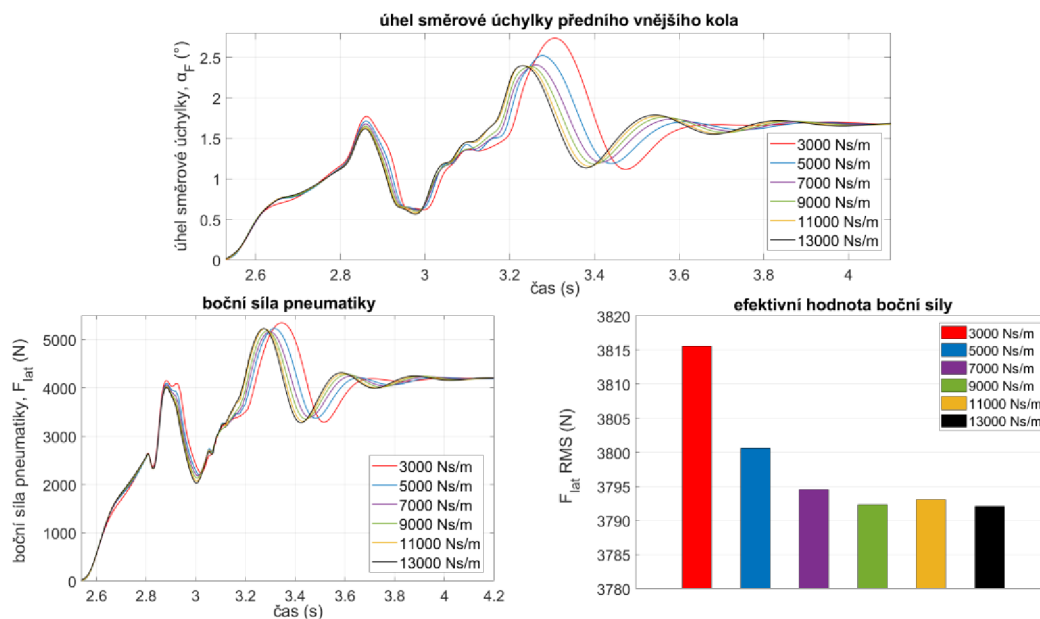 úhel směrové úchylky předního vnějšího kola
úhel směrové úchylky, α_F (°)
2.5
2
1.5
1
0.5
0
2.6
2.8
3
3.2
3.4
3.6
3.8
4
čas (s)
3000 Ns/m
5000 Ns/m
7000 Ns/m
9000 Ns/m
11000 Ns/m
13000 Ns/m
boční síla pneumatiky
boční síla pneumatiky, F_lat (N)
5000
4000
3000
2000
1000
0
2.6
2.8
3.0
3.2
3.4
3.6
3.8
4.0
4.2
čas (s)
3000 Ns/m
5000 Ns/m
7000 Ns/m
9000 Ns/m
11000 Ns/m
13000 Ns/m
efektivní hodnota boční síly
F_lat RMS (N)
3820
3815
3810
3805
3800
3795
3790
3785
3780
3000 Ns/m
5000 Ns/m
7000 Ns/m
9000 Ns/m
11000 Ns/m
13000 Ns/m